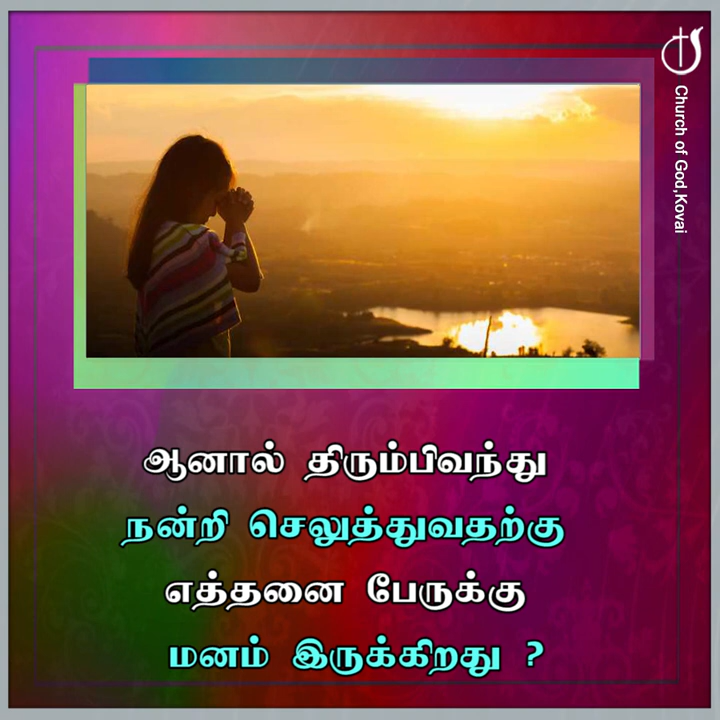 Church of God,Kovai
ஆனால் திரும்பிவந்து
நன்றி செலுத்துவதற்கு
எத்தனை பேருக்கு
மனம் இருக்கிறது ?